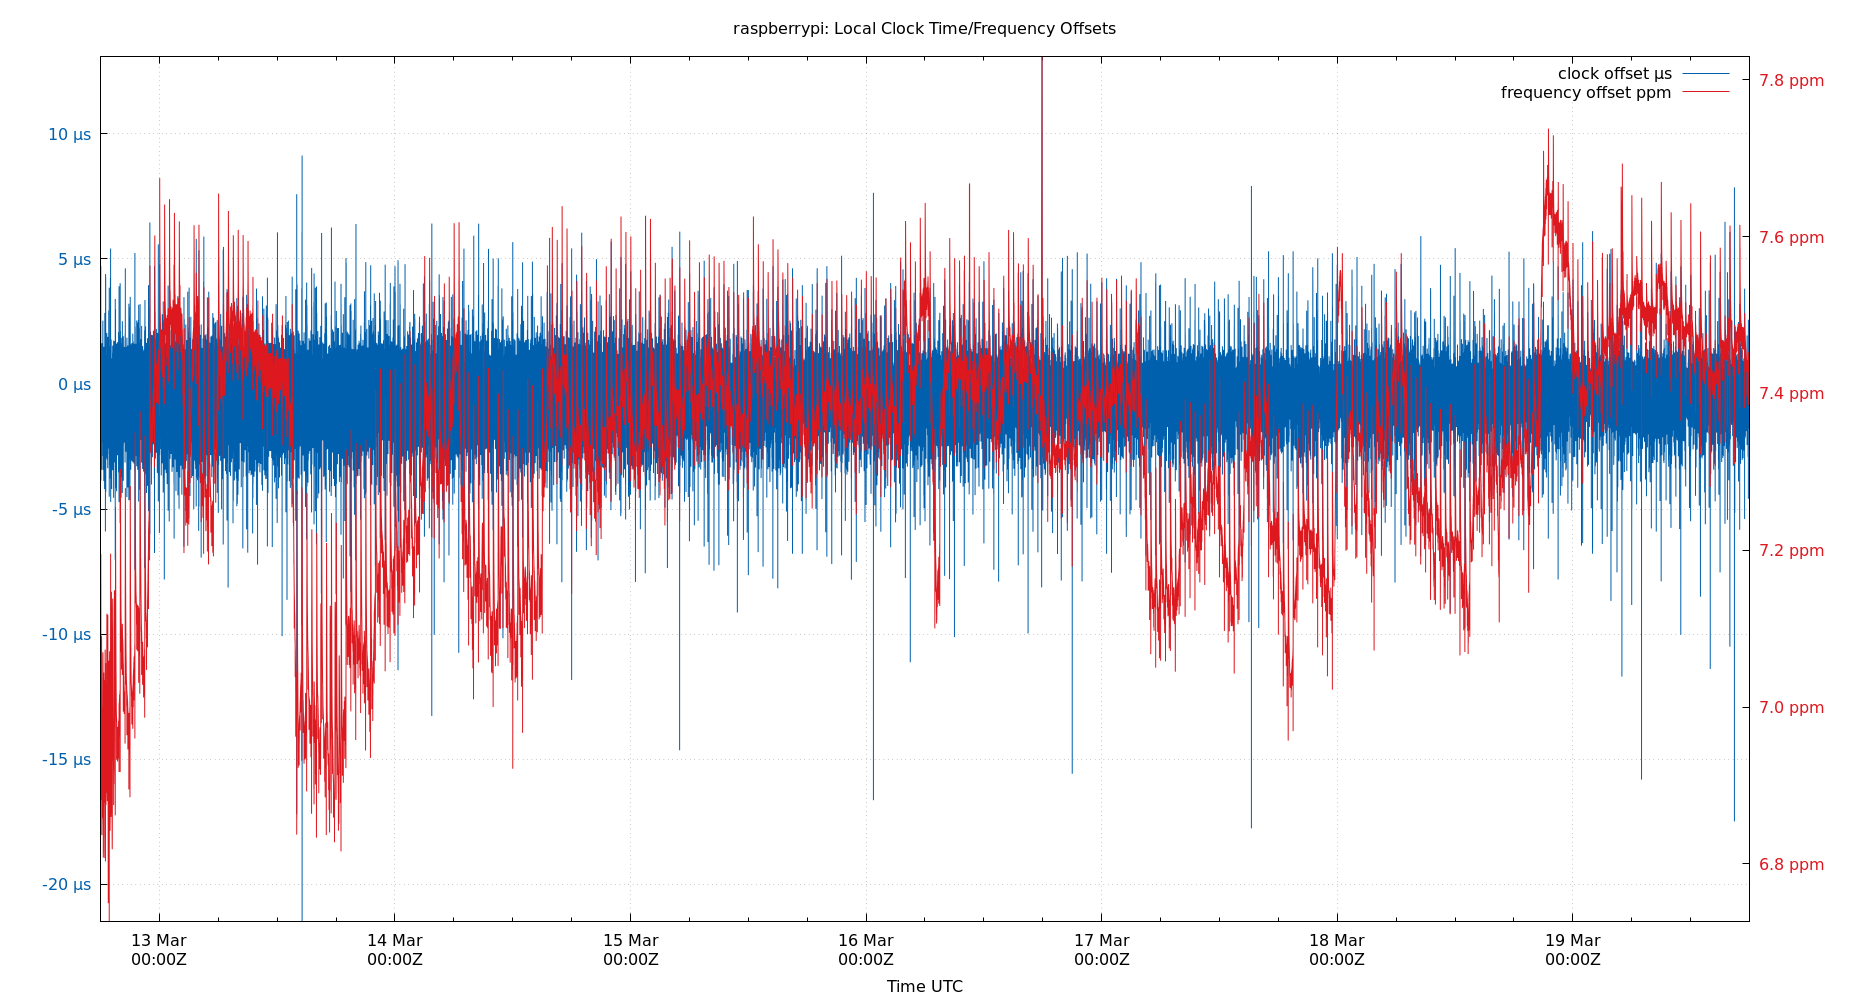 raspberrypi: Local Clock Time/Frequency Offsets
clock offset µs
frequency offset ppm
10 µs
5 µs
0 µs
-5 µs
-10 µs
-15 µs
-20 µs
7.8 ppm
7.6 ppm
7.4 ppm
7.2 ppm
7.0 ppm
6.8 ppm
13 Mar 14 Mar 15 Mar 16 Mar 17 Mar 18 Mar 19 Mar
00:00Z 00:00Z 00:00Z 00:00Z 00:00Z 00:00Z 00:00Z
Time UTC